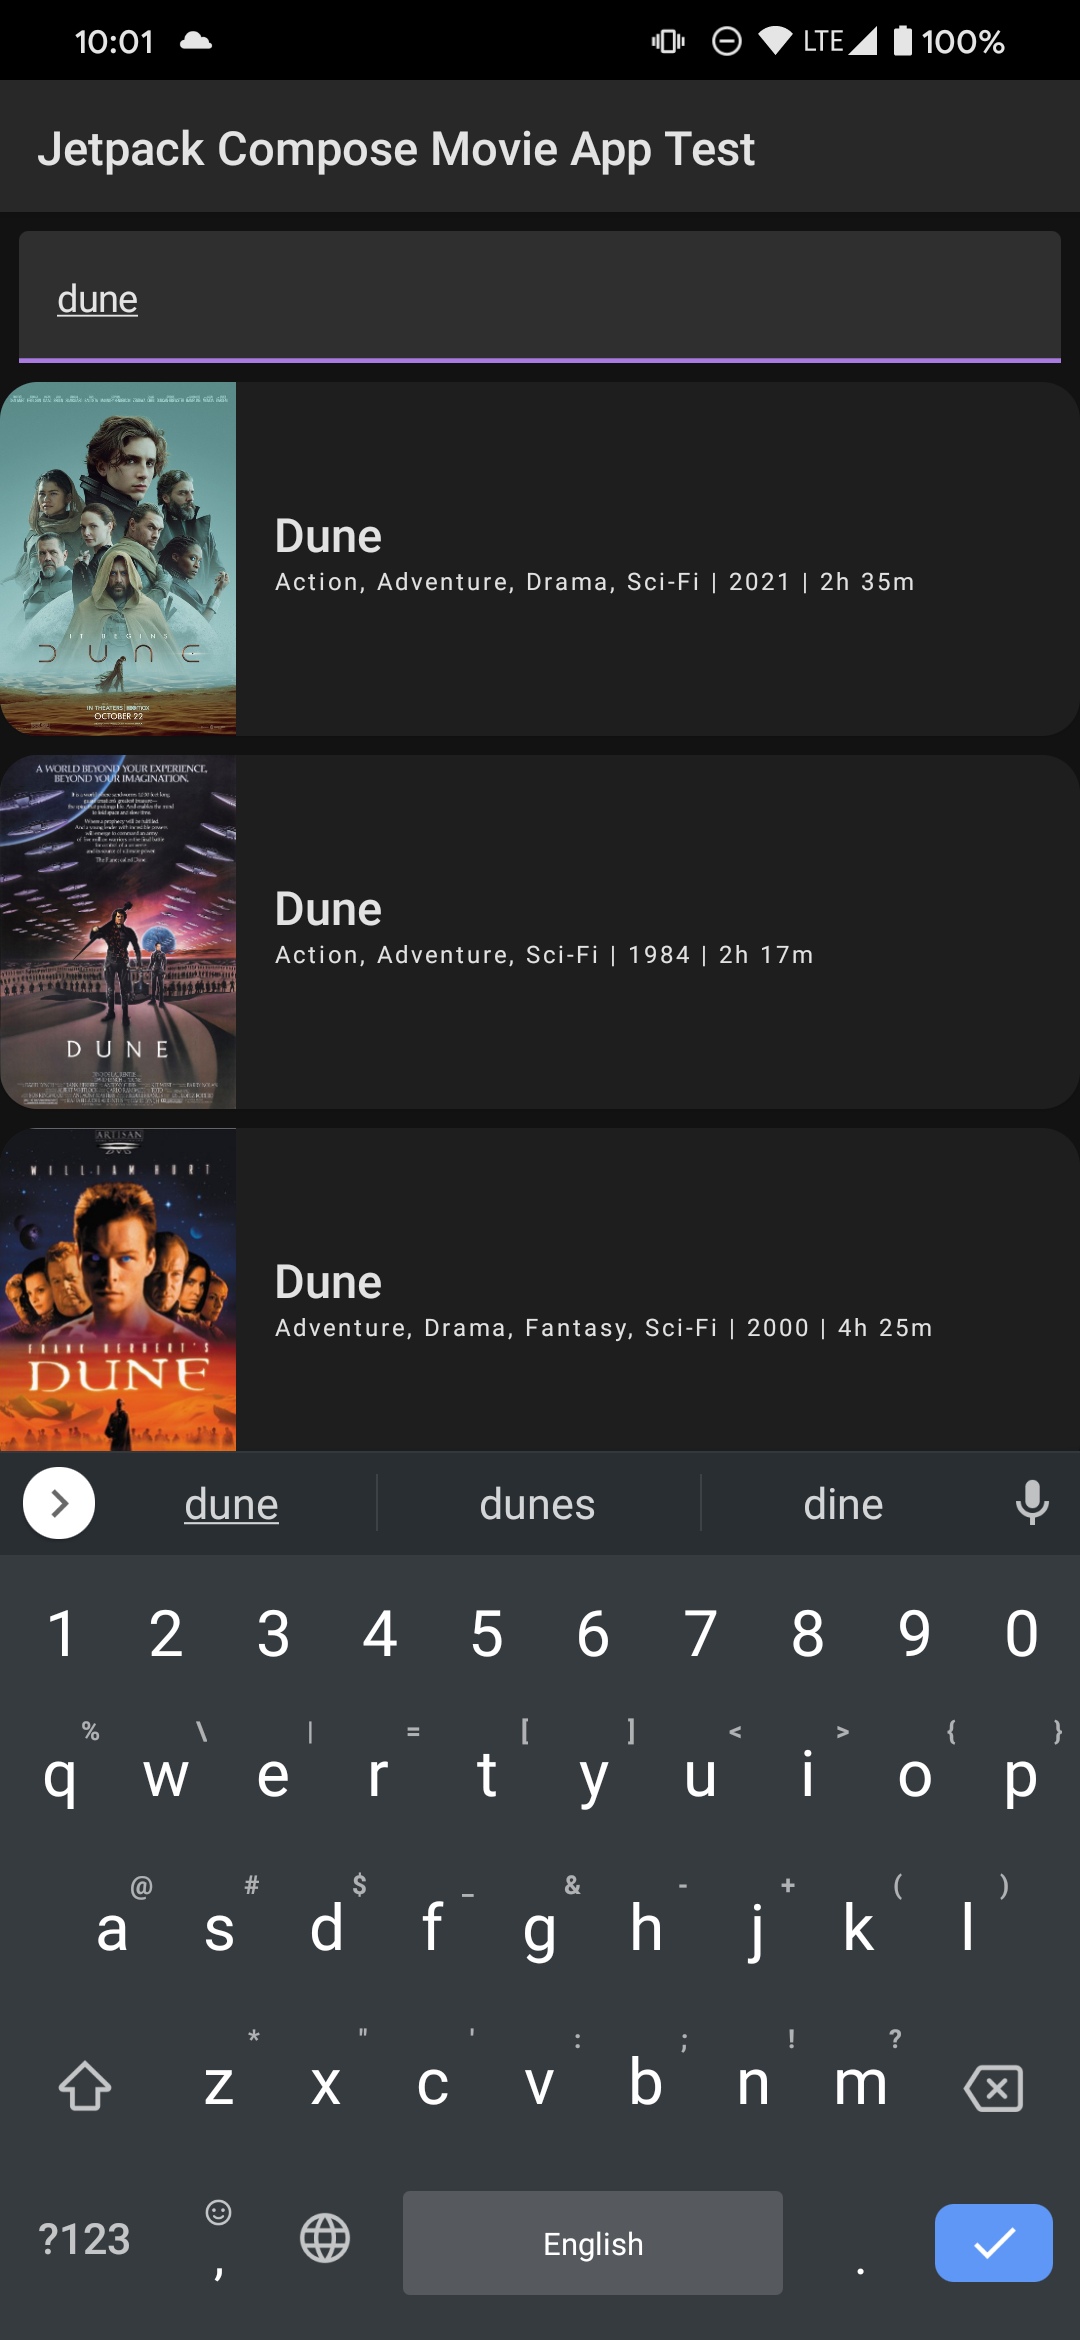 10:01 LTE 100%
Jetpack Compose Movie App Test
dune
IT BEGINS
DUNE
IN THEATERS
OCTOBER 22
Dune
Action, Adventure, Drama, Sci-Fi | 2021 | 2h 35m
A WORLD BEYOND YOUR EXPERIENCE,
BEYOND YOUR IMAGINATION.
DUNE
Dune
Action, Adventure, Sci-Fi | 1984 | 2h 17m
ARTISAN
WILLIAM HURT
FRANK HERBERT'S
DUNE
Dune
Adventure, Drama, Fantasy, Sci-Fi | 2000 | 4h 25m
dune dunes dine
1 2 3 4 5 6 7 8 9 0
% \ | = [ ] < > { }
q w e r t y u i o p
@ # $ _ & - + ( )
a s d f g h j k l
* " ' : ; ! ?
z x c v b n m
?123 , English .